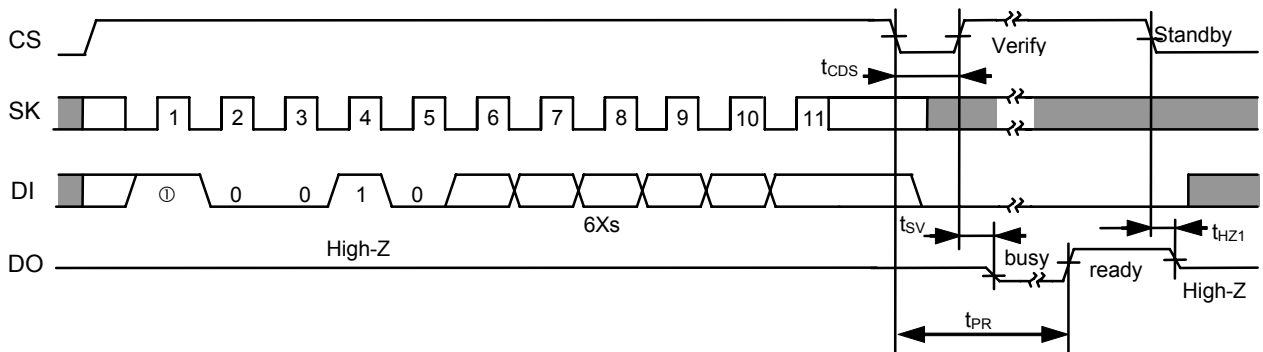 CS
Verify
Standby
tCDS
SK
1 2 3 4 5 6 7 8 9 10 11
DI
① 0 0 1 0
6Xs
tSV
tHZ1
High-Z
busy
DO
ready
High-Z
tPR